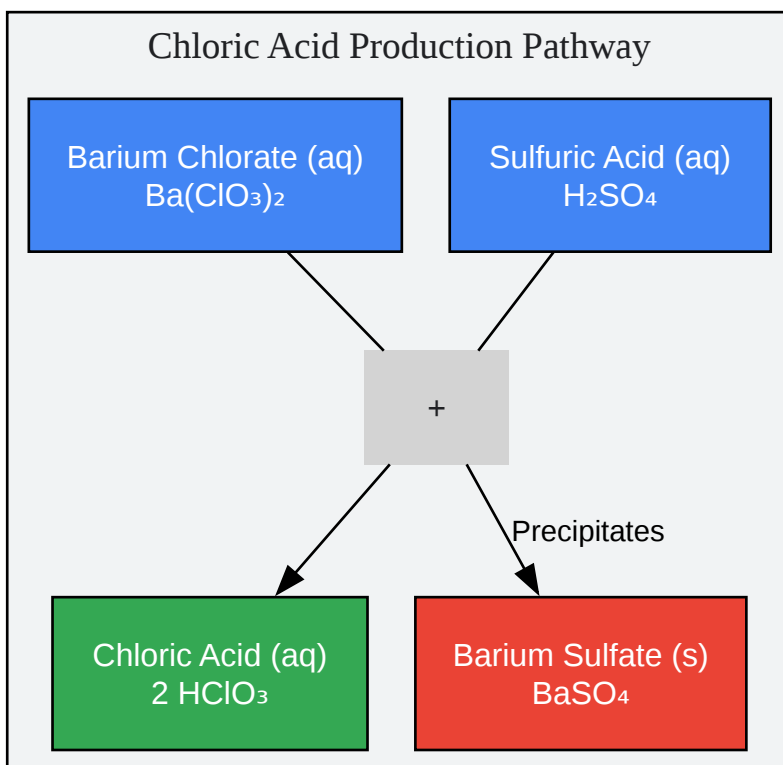 Chloric Acid Production Pathway
Barium Chlorate (aq)
Ba(ClO₃)₂
Sulfuric Acid (aq)
H₂SO₄
+
Precipitates
Chloric Acid (aq)
2 HClO₃
Barium Sulfate (s)
BaSO₄